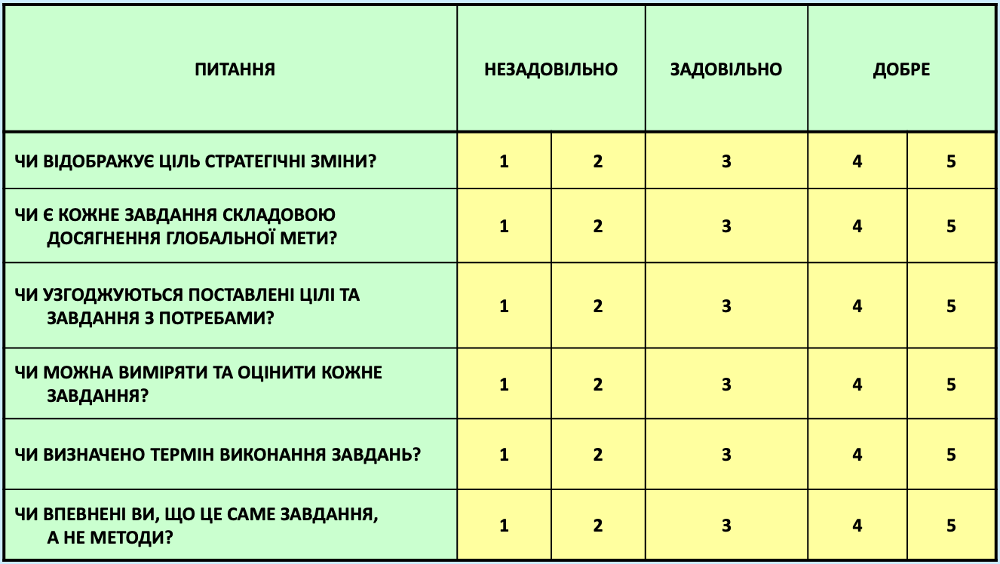 ПИТАННЯ НЕЗАДОВІЛЬНО ЗАДОВІЛЬНО ДОБРЕ
ЧИ ВІДОБРАЖУЄ ЦІЛЬ СТРАТЕГІЧНІ ЗМІНИ? 1 2 3 4 5
ЧИ Є КОЖНЕ ЗАВДАННЯ СКЛАДОВОЮ
ДОСЯГНЕННЯ ГЛОБАЛЬНОЇ МЕТИ? 1 2 3 4 5
ЧИ УЗГОДЖУЮТЬСЯ ПОСТАВЛЕНІ ЦІЛІ ТА
ЗАВДАННЯ З ПОТРЕБАМИ? 1 2 3 4 5
ЧИ МОЖНА ВИМІРЯТИ ТА ОЦІНИТИ КОЖНЕ
ЗАВДАННЯ? 1 2 3 4 5
ЧИ ВИЗНАЧЕНО ТЕРМІН ВИКОНАННЯ ЗАВДАНЬ? 1 2 3 4 5
ЧИ ВПЕВНЕНІ ВИ, ЩО ЦЕ САМЕ ЗАВДАННЯ,
А НЕ МЕТОДИ? 1 2 3 4 5